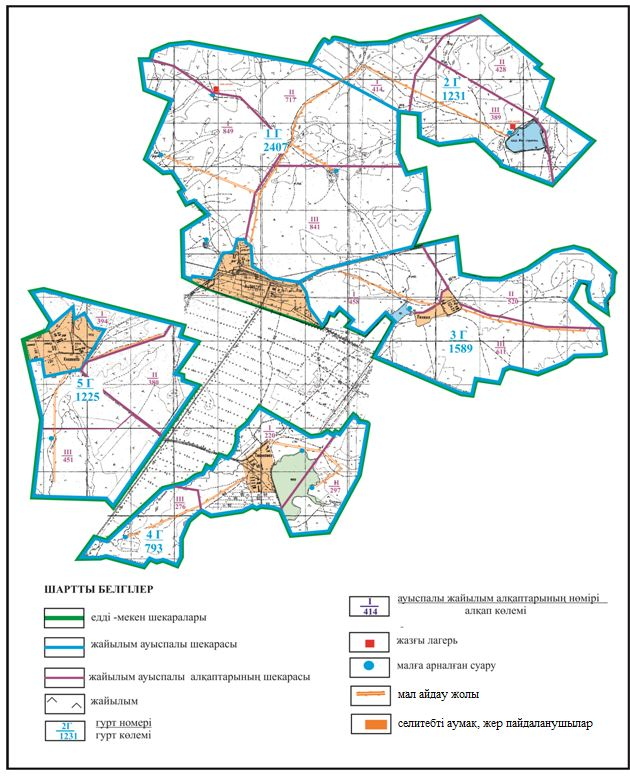 II
428
I
414
2 Г
1231
II
717
III
389
I
849
1 Г
2407
III
841
458
II
520
I
394
3 Г
1589
III
611
II
380
5 Г
1225
I
220
III
451
II
297
III
276
4 Г
793
ШАРТТЫ БЕЛГІЛЕР
едді -мекен шекаралары
жайылым ауыспалы шекарасы
жайылым ауыспалы алқаптарының шекарасы
жайылым
2Г
1231
гурт номері
гурт көлемі
I
414
ауыспалы жайылым алқаптарының нөмірі
алқап көлемі
жазғы лагерь
малға арналған суару
мал айдау жолы
селитебті аумақ, жер пайдаланушылар